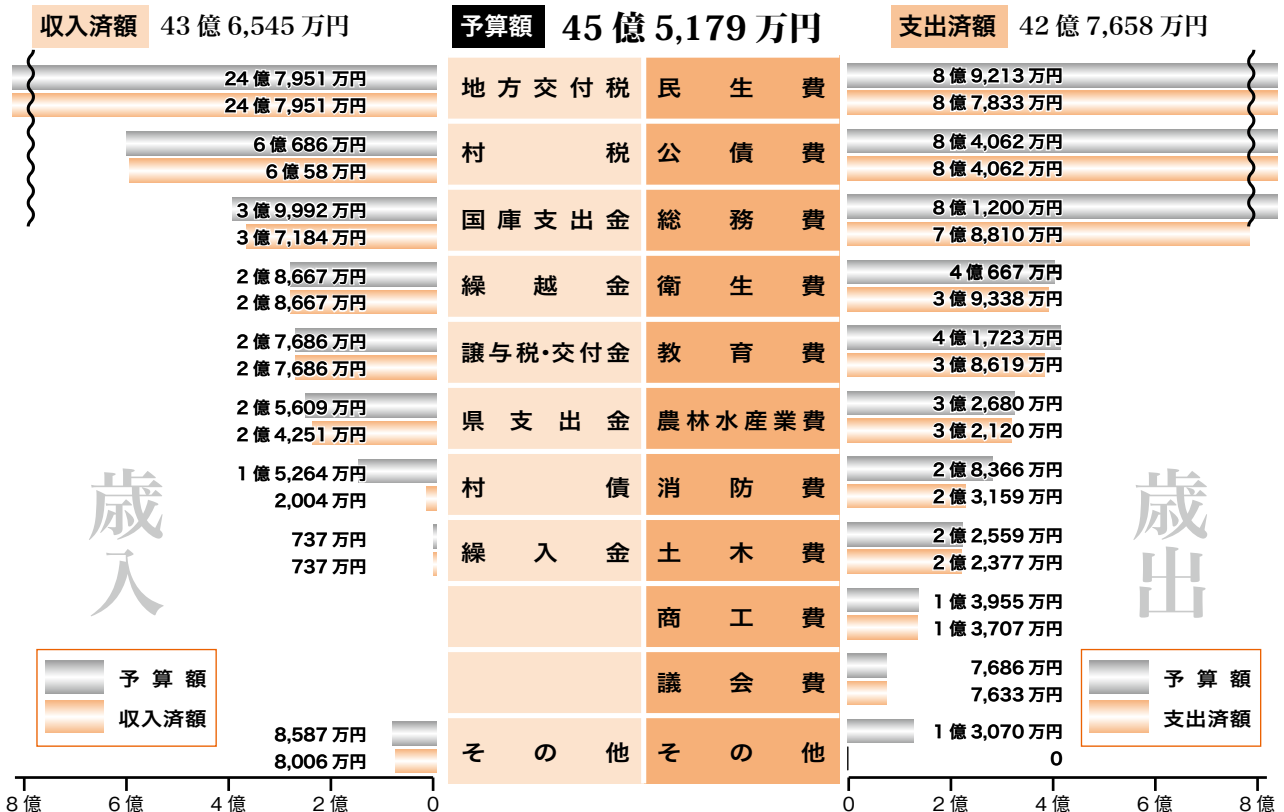 収入済額 43億6,545万円
予算額 45億5,179万円
支出済額 42億7,658万円
24億7,951万円
24億7,951万円
地方交付税
民生費
8億9,213万円
8億7,833万円
6億686万円
6億58万円
村税
公債費
8億4,062万円
8億4,062万円
3億9,992万円
3億7,184万円
国庫支出金
総務費
8億1,200万円
7億8,810万円
2億8,667万円
2億8,667万円
繰越金
衛生費
4億667万円
3億9,338万円
2億7,686万円
2億7,686万円
譲与税・交付金
教育費
4億1,723万円
3億8,619万円
2億5,609万円
2億4,251万円
県支出金
農林水産業費
3億2,680万円
3億2,120万円
1億5,264万円
2,004万円
村債
消防費
2億8,366万円
2億3,159万円
737万円
737万円
繰入金
土木費
2億2,559万円
2億2,377万円
商工費
1億3,955万円
1億3,707万円
議会費
7,686万円
7,633万円
8,587万円
8,006万円
その他
その他
1億3,070万円
0
歳入
歳出
予算額
収入済額
予算額
支出済額
8億 6億 4億 2億 0
0 2億 4億 6億 8億